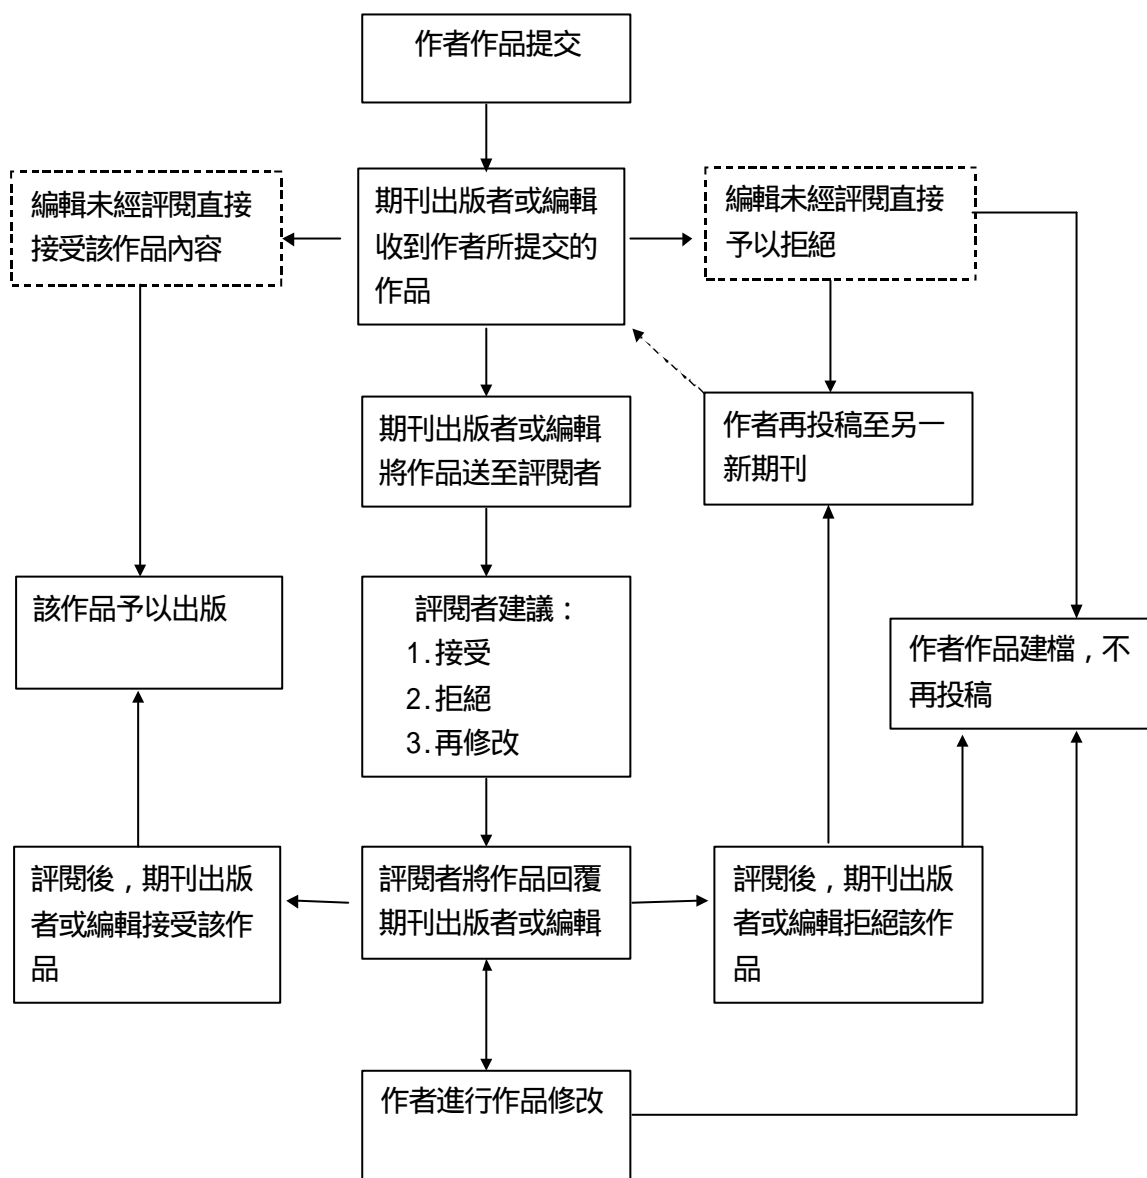 作者作品提交
編輯未經評閱直接
接受該作品內容
期刊出版者或編輯
收到作者所提交的
作品
編輯未經評閱直接
予以拒絕
期刊出版者或編輯
將作品送至評閱者
作者再投稿至另一
新期刊
該作品予以出版
評閱者建議：
1.接受
2.拒絕
3.再修改
作者作品建檔，不
再投稿
評閱後，期刊出版
者或編輯接受該作
品
評閱者將作品回覆
期刊出版者或編輯
評閱後，期刊出版
者或編輯拒絕該作
品
作者進行作品修改